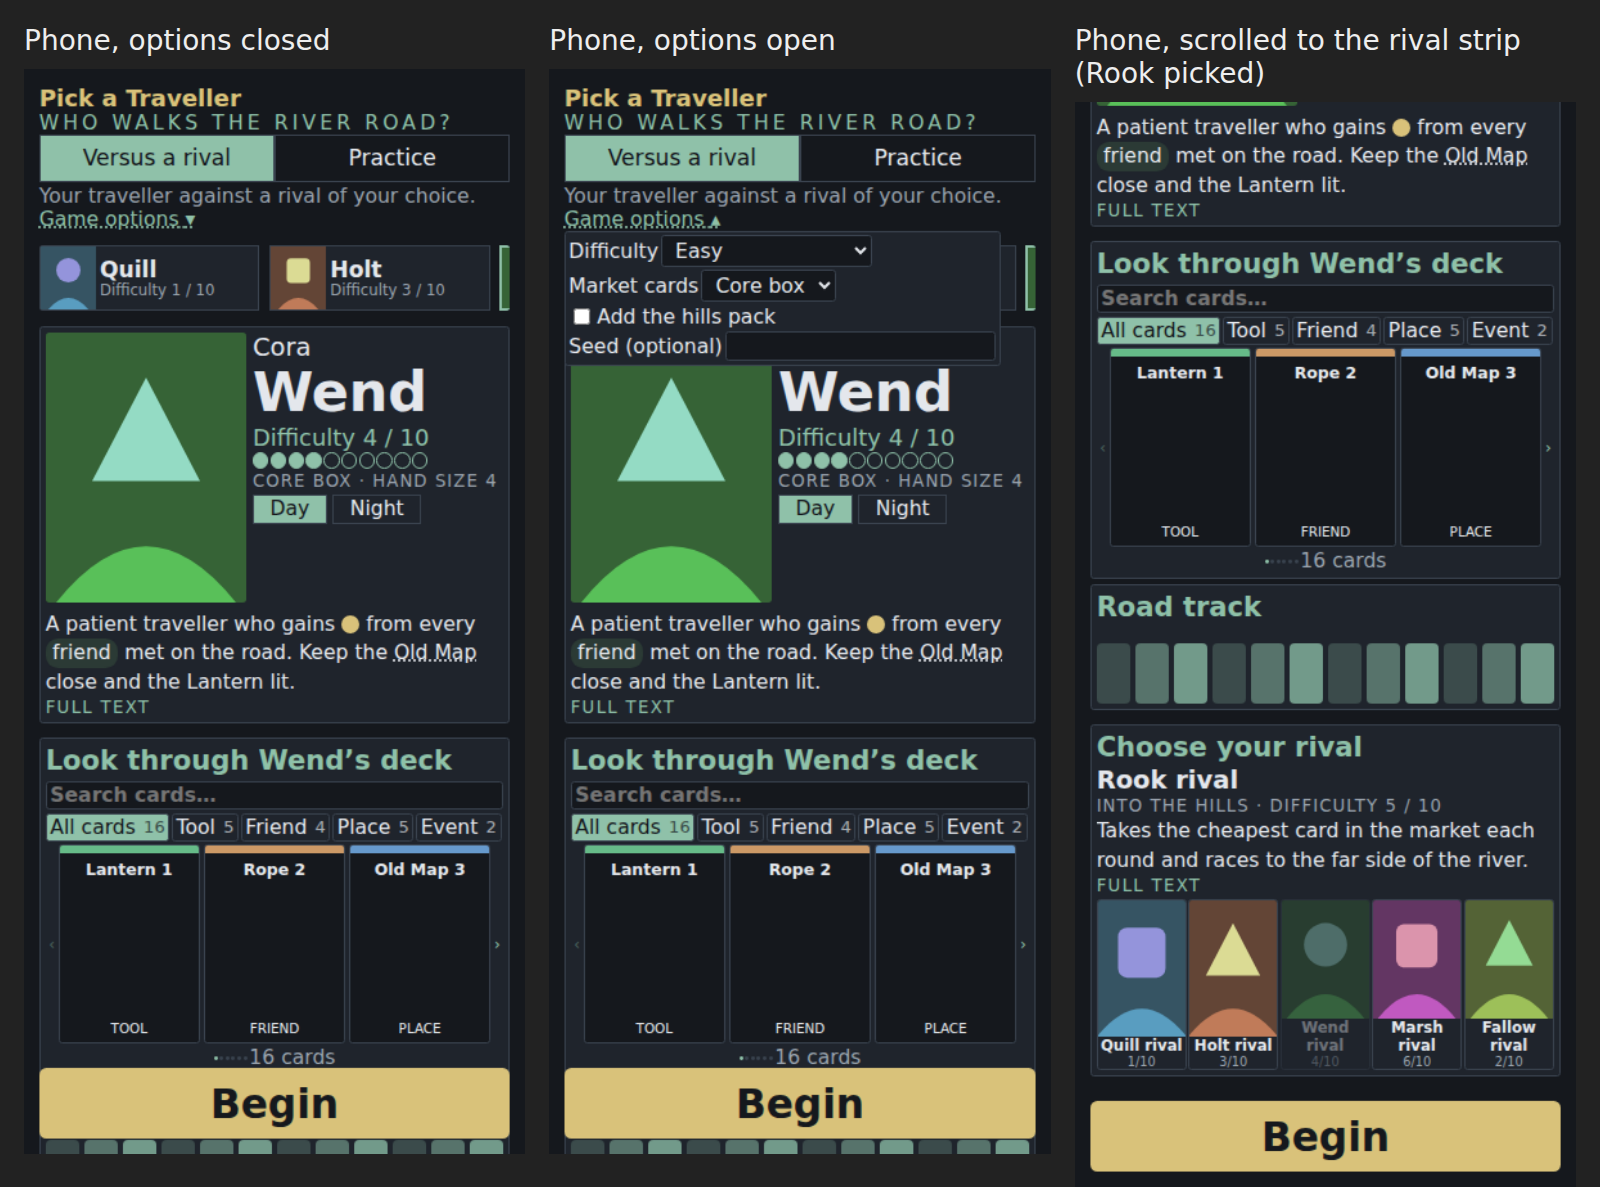 Phone, options closed
Pick a Traveller
WHO WALKS THE RIVER ROAD?
Versus a rival
Practice
Your traveller against a rival of your choice.
Game options ▾
Quill
Difficulty 1 / 10
Holt
Difficulty 3 / 10
Cora
Wend
Difficulty 4 / 10
CORE BOX · HAND SIZE 4
Day
Night
A patient traveller who gains from every
friend met on the road. Keep the Old Map
close and the Lantern lit.
FULL TEXT
Look through Wend’s deck
Search cards…
All cards 16
Tool 5
Friend 4
Place 5
Event 2
Lantern 1
Rope 2
Old Map 3
‹
›
TOOL
FRIEND
PLACE
16 cards
Begin
Phone, options open
Pick a Traveller
WHO WALKS THE RIVER ROAD?
Versus a rival
Practice
Your traveller against a rival of your choice.
Game options ▴
Difficulty Easy
Market cards Core box
Add the hills pack
Seed (optional)
Wend
Difficulty 4 / 10
CORE BOX · HAND SIZE 4
Day
Night
A patient traveller who gains from every
friend met on the road. Keep the Old Map
close and the Lantern lit.
FULL TEXT
Look through Wend’s deck
Search cards…
All cards 16
Tool 5
Friend 4
Place 5
Event 2
Lantern 1
Rope 2
Old Map 3
‹
›
TOOL
FRIEND
PLACE
16 cards
Begin
Phone, scrolled to the rival strip
(Rook picked)
A patient traveller who gains from every
friend met on the road. Keep the Old Map
close and the Lantern lit.
FULL TEXT
Look through Wend’s deck
Search cards…
All cards 16
Tool 5
Friend 4
Place 5
Event 2
Lantern 1
Rope 2
Old Map 3
‹
›
TOOL
FRIEND
PLACE
16 cards
Road track
Choose your rival
Rook rival
INTO THE HILLS · DIFFICULTY 5 / 10
Takes the cheapest card in the market each
round and races to the far side of the river.
FULL TEXT
Quill rival
1/10
Holt rival
3/10
Wend
rival
4/10
Marsh
rival
6/10
Fallow
rival
2/10
Begin